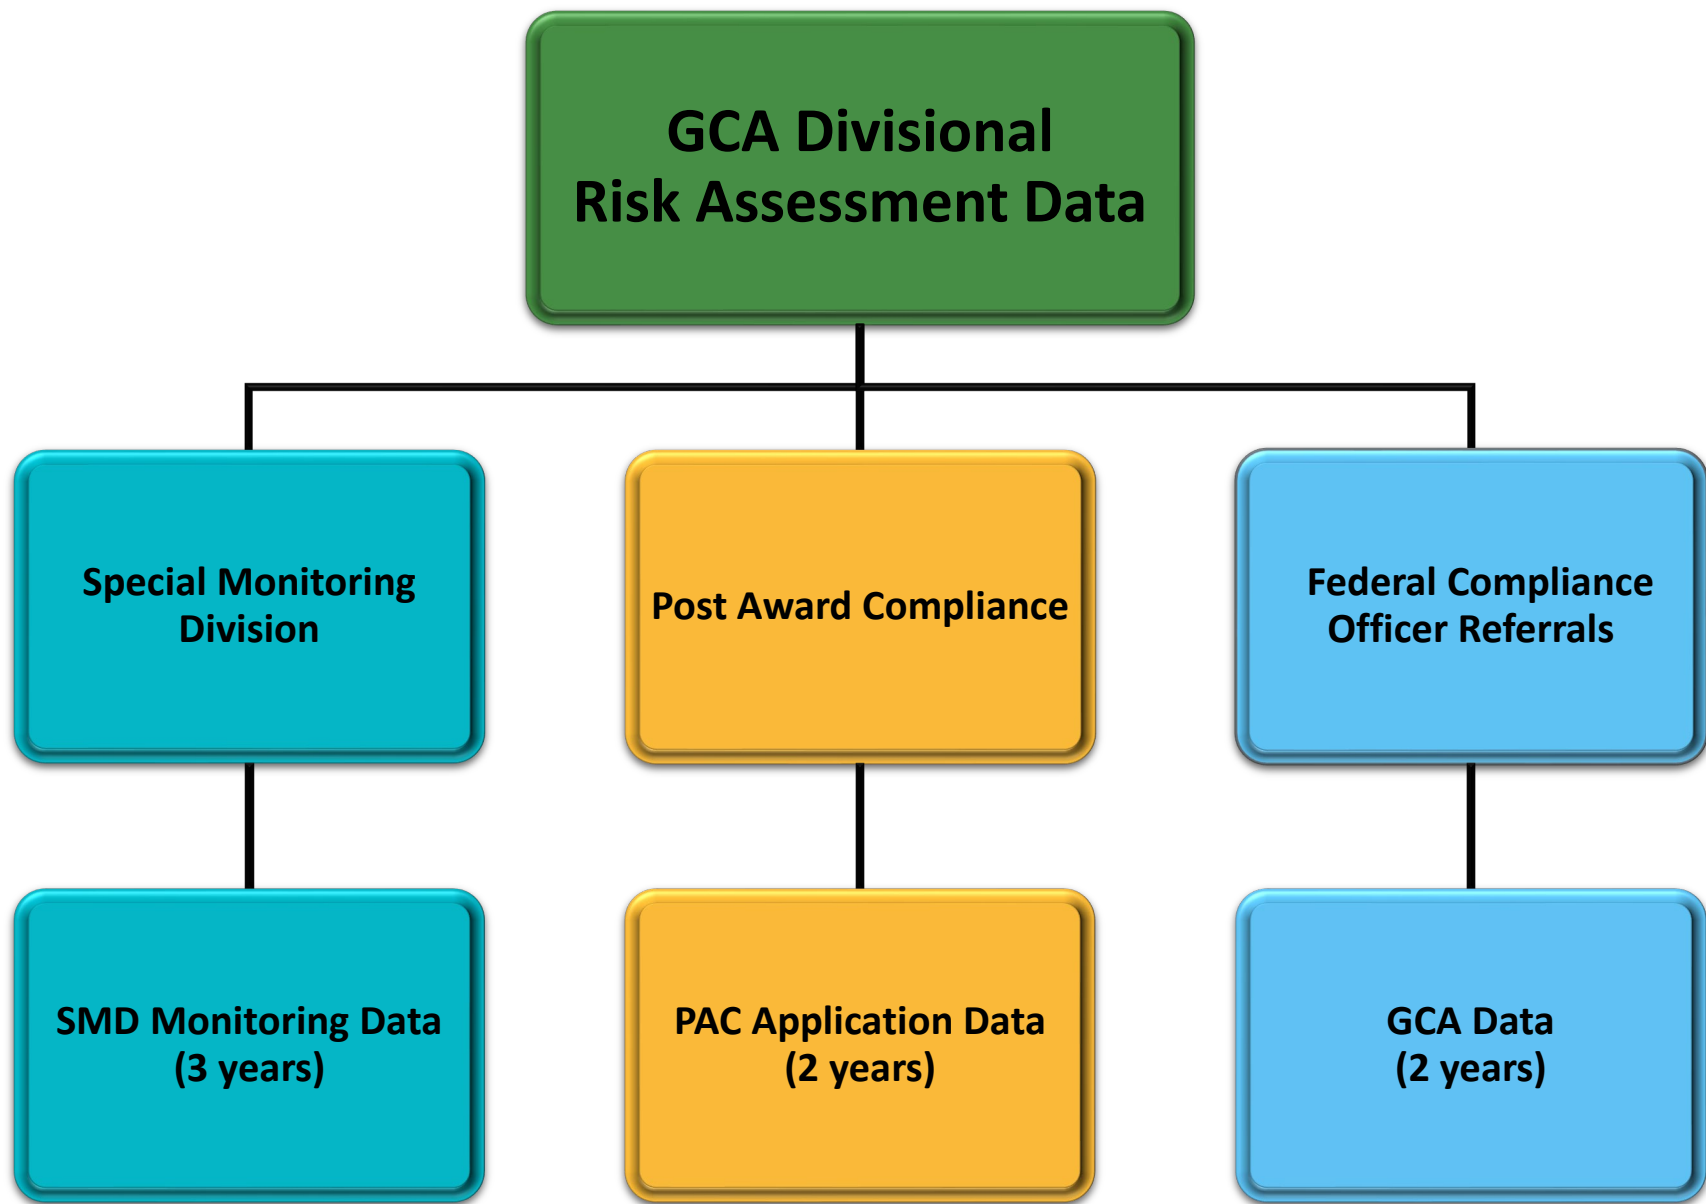 GCA Divisional
Risk Assessment Data
Special Monitoring
Division
Post Award Compliance
Federal Compliance
Officer Referrals
SMD Monitoring Data
(3 years)
PAC Application Data
(2 years)
GCA Data
(2 years)